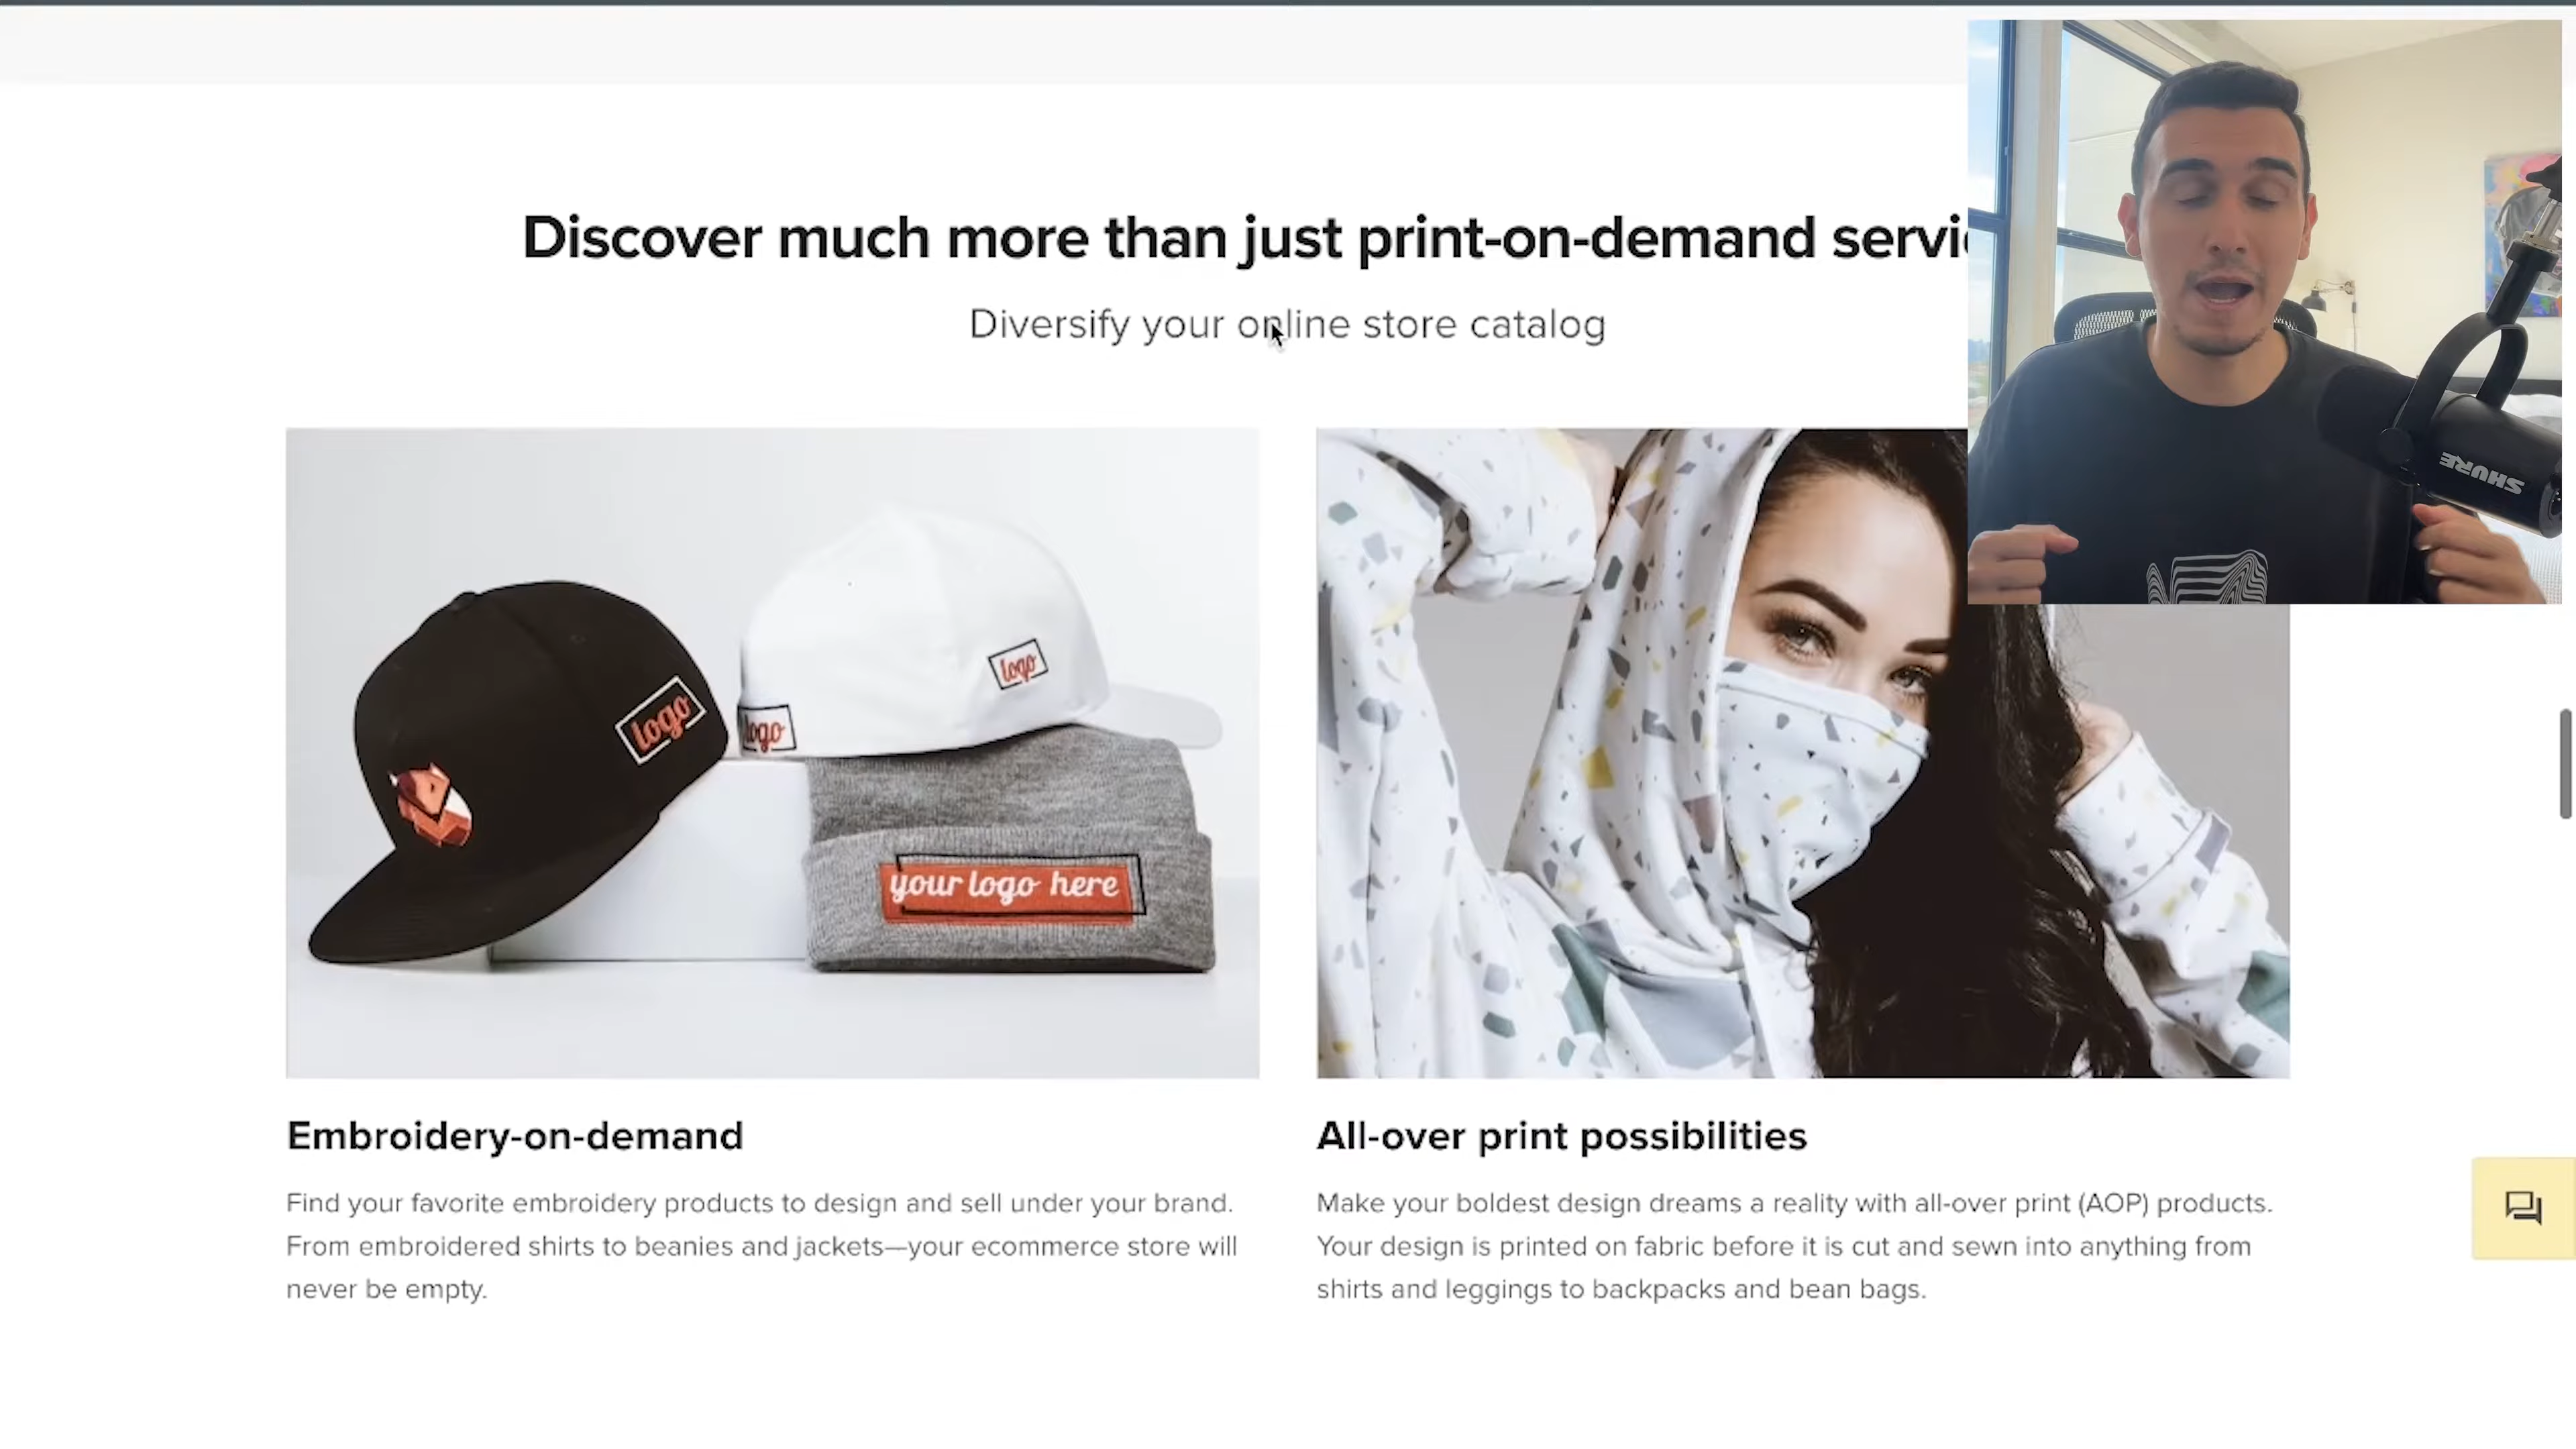 Discover much more than just print-on-demand
Diversify your online store catalog
SHURE
logo
logo
logo
your logo here
Embroidery-on-demand
All-over print possibilities
Find your favorite embroidery products to design and sell under your brand.
From embroidered shirts to beanies and jackets—your ecommerce store will
never be empty.
Make your boldest design dreams a reality with all-over print (AOP) products.
Your design is printed on fabric before it is cut and sewn into anything from
shirts and leggings to backpacks and bean bags.